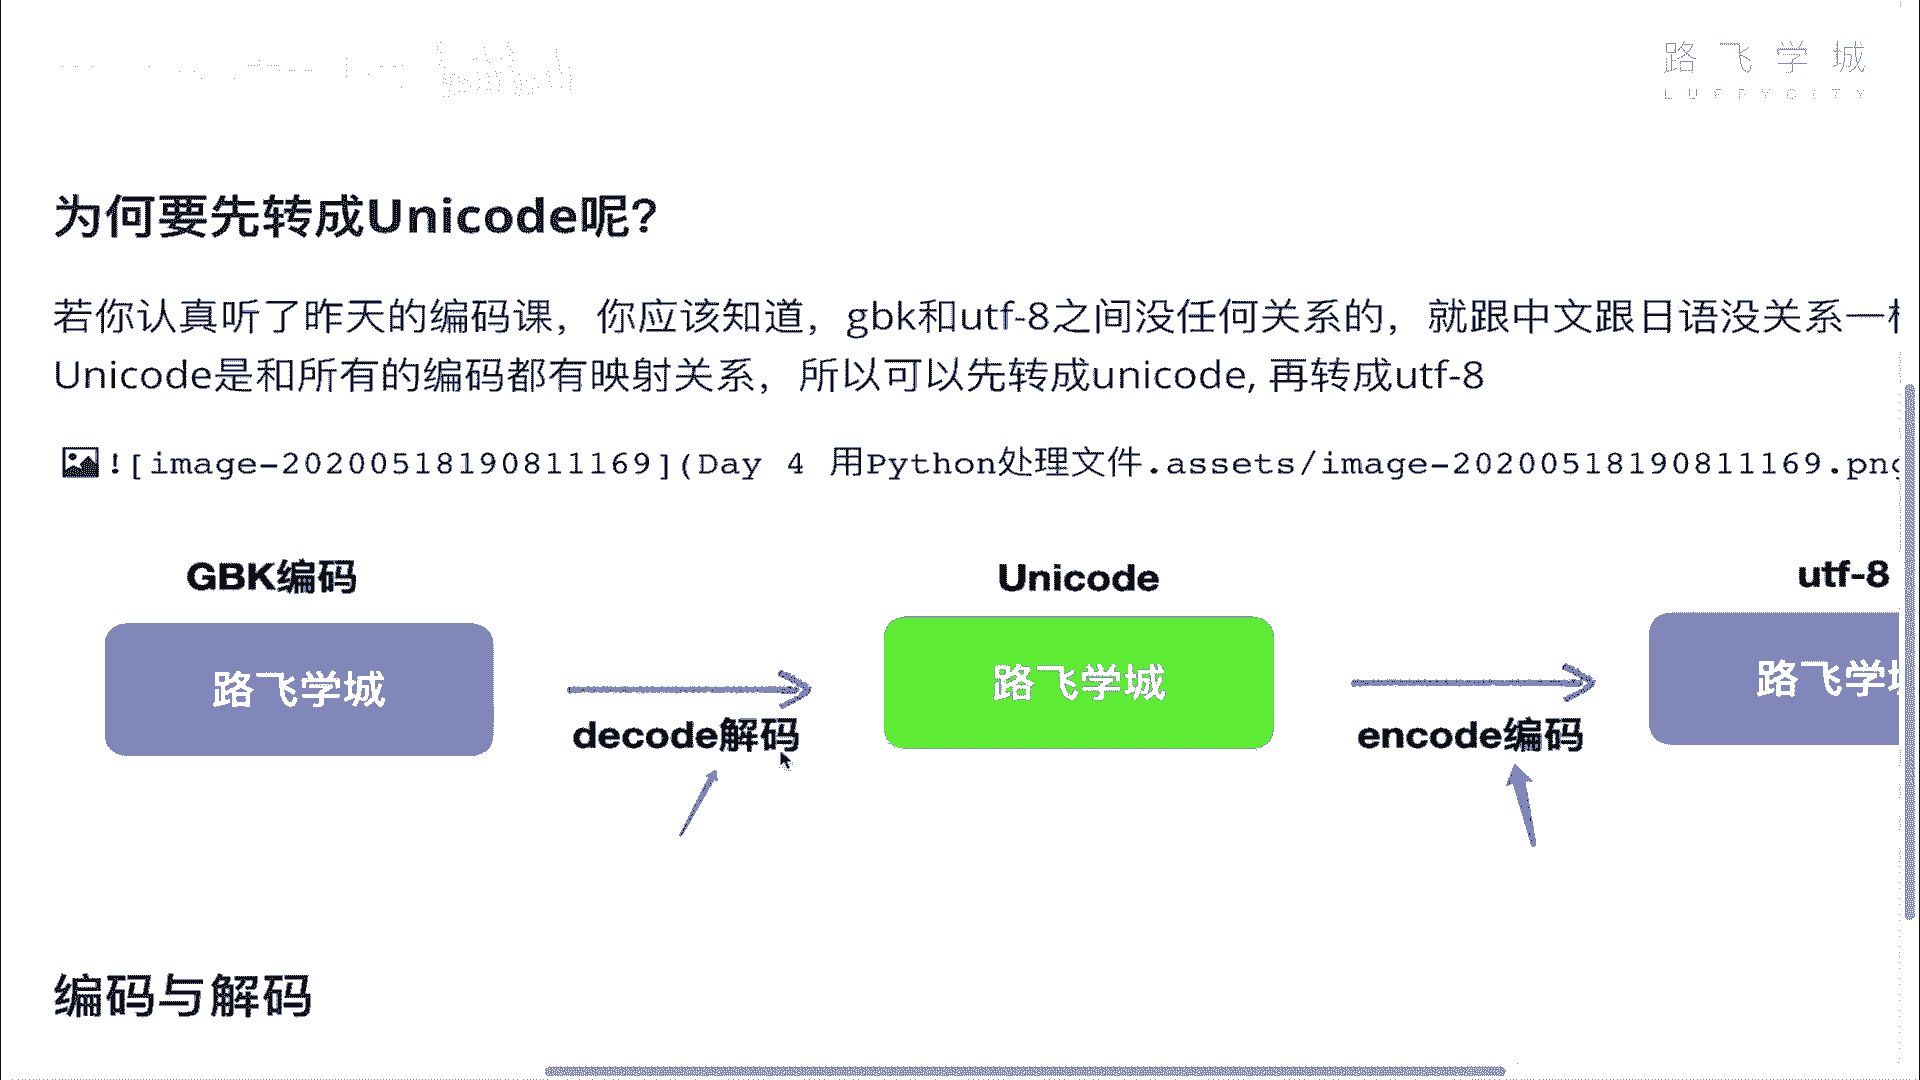 路飞学城
LUFFYCITY
为何要先转成Unicode呢?
若你认真听了昨天的编码课，你应该知道，gbk和utf-8之间没任何关系的，就跟中文跟日语没关系一
Unicode是和所有的编码都有映射关系，所以可以先转成unicode, 再转成utf-8
![image-20200518190811169](Day 4 用Python处理文件.assets/image-20200518190811169.png
GBK编码
Unicode
utf-8
路飞学城
路飞学城
路飞学
decode解码
encode编码
编码与解码